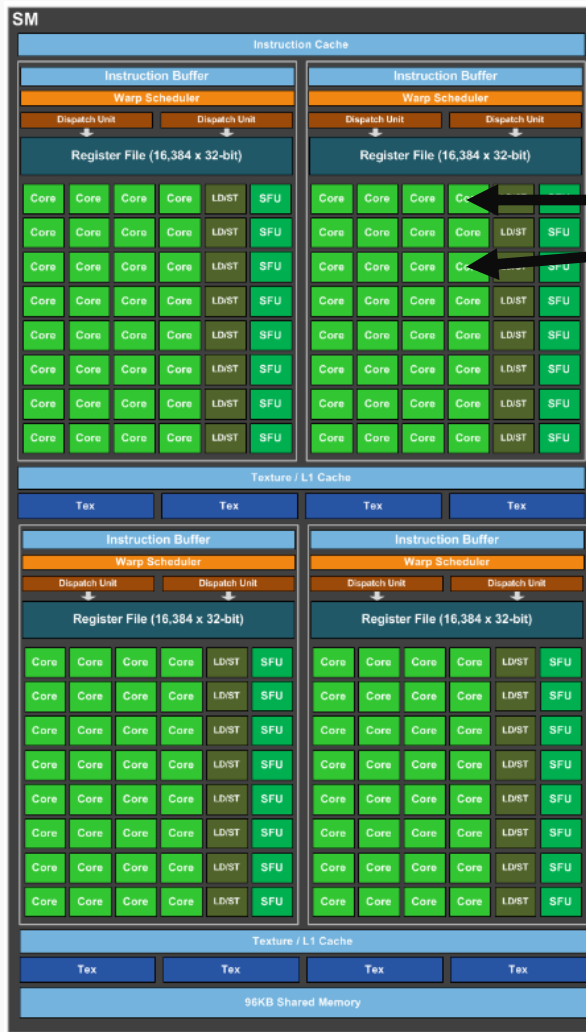 SM
Instruction Cache
Instruction Buffer Instruction Buffer
Warp Scheduler Warp Scheduler
Dispatch Unit Dispatch Unit Dispatch Unit Dispatch Unit
Register File (16,384 x 32-bit) Register File (16,384 x 32-bit)
Core Core Core Core LD/ST SFU Core Core Core SFU
Core Core Core Core LD/ST SFU Core Core Core Core LD/ST SFU
Core Core Core Core LD/ST SFU Core Core Core SFU
Core Core Core Core LD/ST SFU Core Core Core Core LD/ST SFU
Core Core Core Core LD/ST SFU Core Core Core Core LD/ST SFU
Core Core Core Core LD/ST SFU Core Core Core Core LD/ST SFU
Core Core Core Core LD/ST SFU Core Core Core Core LD/ST SFU
Core Core Core Core LD/ST SFU Core Core Core Core LD/ST SFU
Texture / L1 Cache
Tex Tex Tex Tex
Instruction Buffer Instruction Buffer
Warp Scheduler Warp Scheduler
Dispatch Unit Dispatch Unit Dispatch Unit Dispatch Unit
Register File (16,384 x 32-bit) Register File (16,384 x 32-bit)
Core Core Core Core LD/ST SFU Core Core Core Core LD/ST SFU
Core Core Core Core LD/ST SFU Core Core Core Core LD/ST SFU
Core Core Core Core LD/ST SFU Core Core Core Core LD/ST SFU
Core Core Core Core LD/ST SFU Core Core Core Core LD/ST SFU
Core Core Core Core LD/ST SFU Core Core Core Core LD/ST SFU
Core Core Core Core LD/ST SFU Core Core Core Core LD/ST SFU
Core Core Core Core LD/ST SFU Core Core Core Core LD/ST SFU
Core Core Core Core LD/ST SFU Core Core Core Core LD/ST SFU
Texture / L1 Cache
Tex Tex Tex Tex
96KB Shared Memory